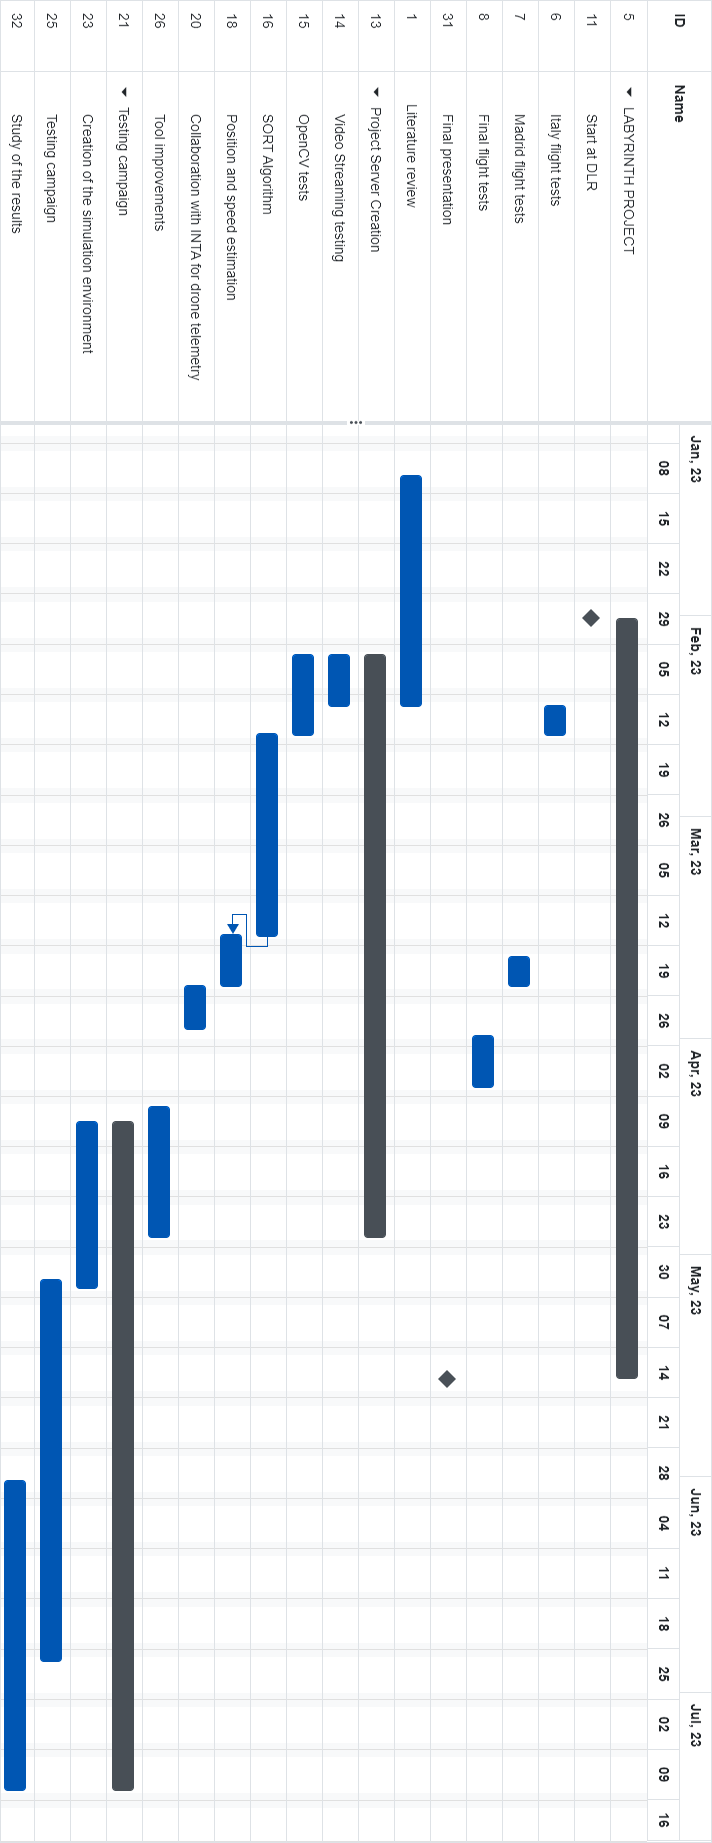 ID Name Jan, 23 Feb, 23 Mar, 23 Apr, 23 May, 23 Jun, 23 Jul, 23
08 15 22 29 05 12 19 26 05 12 19 26 02 09 16 23 30 07 14 21 28 04 11 18 25 02 09 16
5 LABYRINTH PROJECT
11 Start at DLR
6 Italy flight tests
7 Madrid flight tests
8 Final flight tests
31 Final presentation
1 Literature review
13 Project Server Creation
14 Video Streaming testing
15 OpenCV tests
16 SORT Algorithm
18 Position and speed estimation
20 Collaboration with INTA for drone telemetry
26 Tool improvements
21 Testing campaign
23 Creation of the simulation environment
25 Testing campaign
32 Study of the results